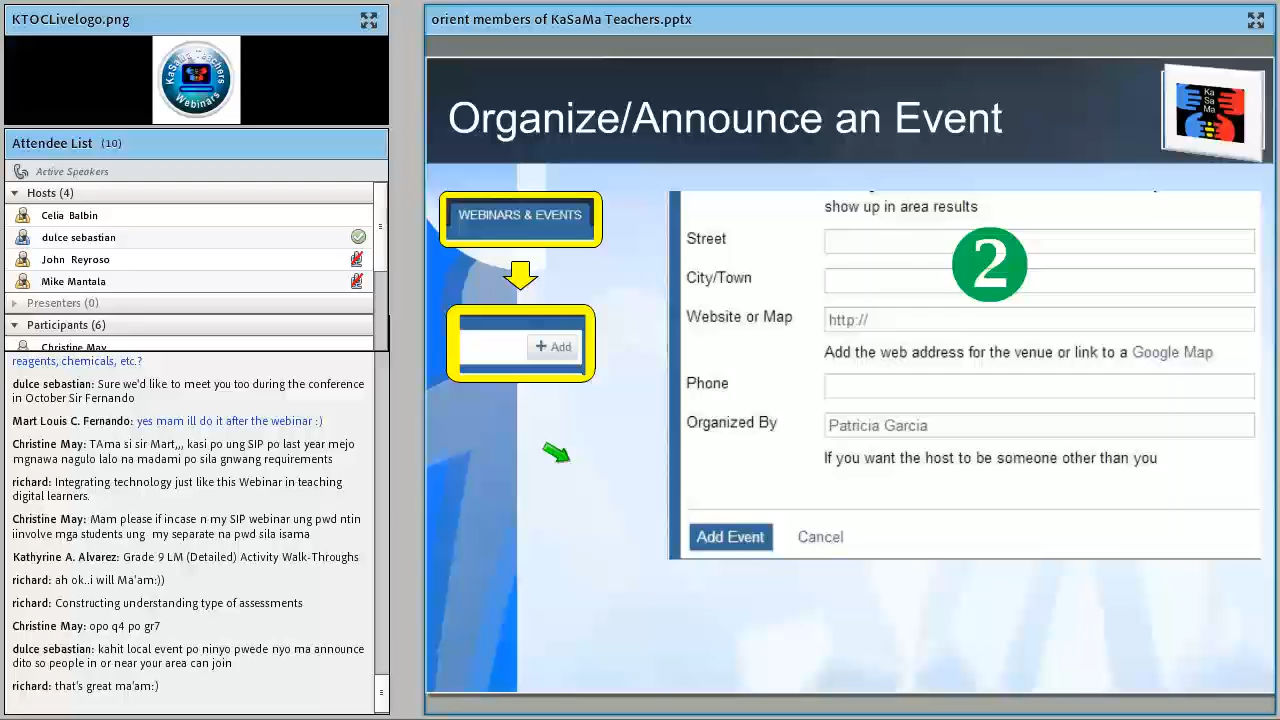 KTOCLivelogo.png
KaSaMa Teachers
Webinars
Attendee List (10)
Active Speakers
Hosts (4)
Celia Balbin
dulce sebastian
John Reyroso
Mike Mantala
Presenters (0)
Participants (6)
Christine May
reagents, chemicals, etc.?
dulce sebastian: Sure we'd like to meet you too during the conference
in October Sir Fernando
Mart Louis C. Fernando: yes mam ill do it after the webinar :)
Christine May: TAma si sir Mart,,, kasi po ung SIP po last year mejo
mgnawa nagulo lalo na madami po sila gnwang requirements
richard: Integrating technology just like this Webinar in teaching
digital learners.
Christine May: Mam please if incase n my SIP webinar ung pwd ntin
iinvolve mga students ung  my separate na pwd sila isama
Kathyrine A. Alvarez: Grade 9 LM (Detailed) Activity Walk-Throughs
richard: ah ok..i will Ma'am:))
richard: Constructing understanding type of assessments
Christine May: opo q4 po gr7
dulce sebastian: kahit local event po ninyo pwede nyo ma announce
dito so people in or near your area can join
richard: that's great ma'am:)
orient members of KaSaMa Teachers.pptx
Organize/Announce an Event
Ka
Sa
Ma
WEBINARS & EVENTS
+ Add
show up in area results
Street
2
City/Town
Website or Map http://
Add the web address for the venue or link to a Google Map
Phone
Organized By Patricia Garcia
If you want the host to be someone other than you
Add Event Cancel